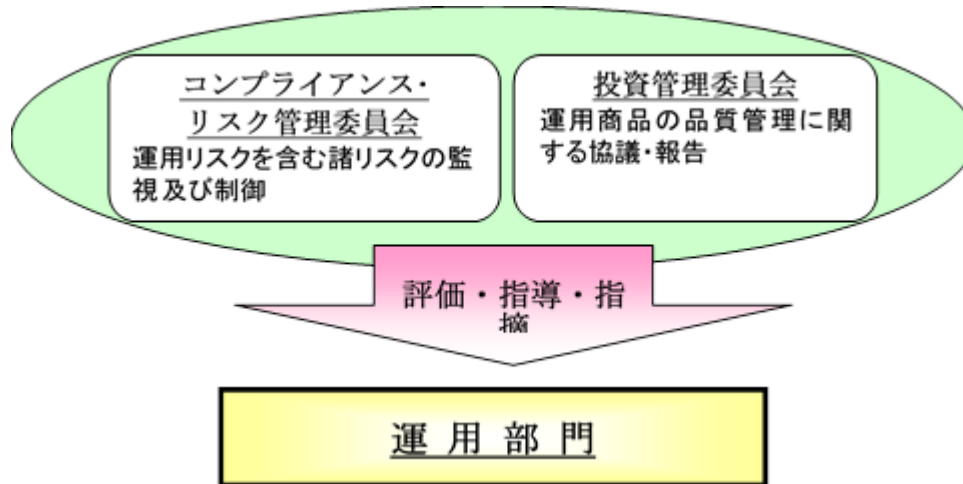 コンプライアンス・
リスク管理委員会
運用リスクを含む諸リスクの監
視及び制御
投資管理委員会
運用商品の品質管理に関
する協議・報告
評価・指導・指
摘
運用部門